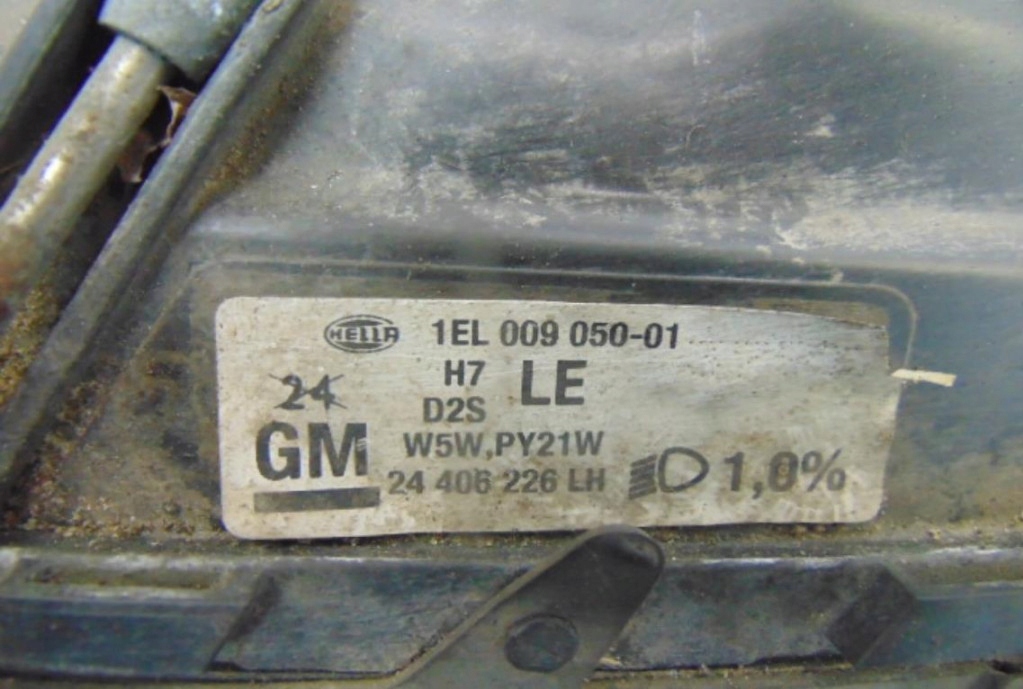 HELLA 1EL 009 050-01
H7 LE
24
D2S
GM
W5W,PY21W
24 406 226 LH 1,0%